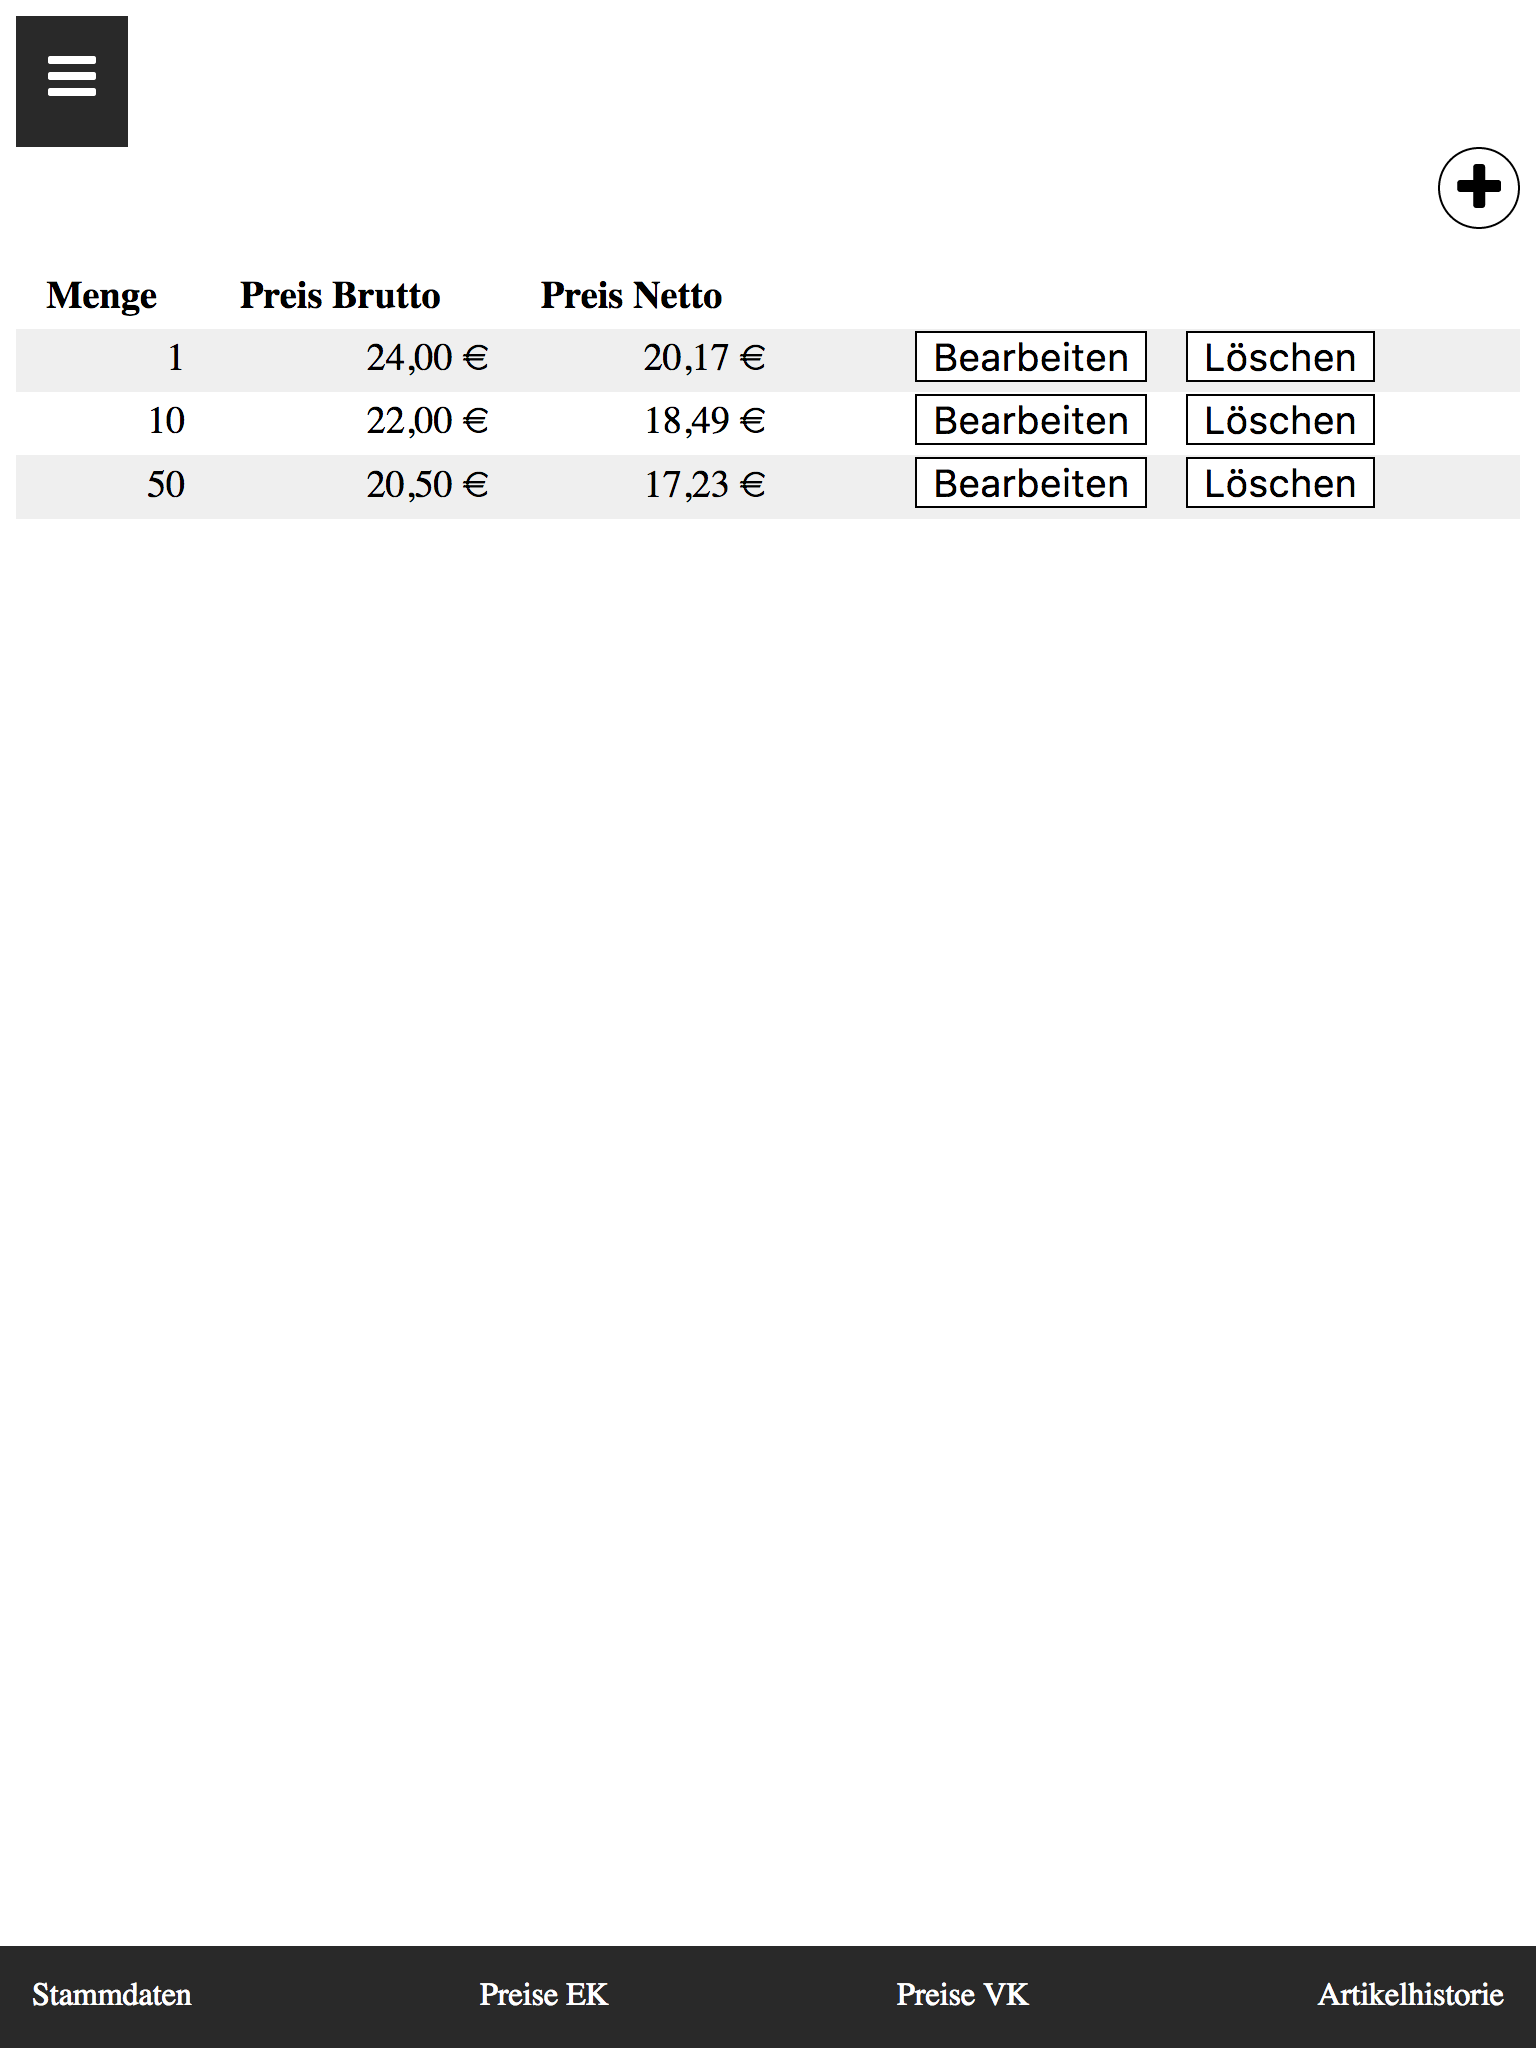 Menge Preis Brutto Preis Netto
1 24,00 € 20,17 € Bearbeiten Löschen
10 22,00 € 18,49 € Bearbeiten Löschen
50 20,50 € 17,23 € Bearbeiten Löschen
Stammdaten Preise EK Preise VK Artikelhistorie